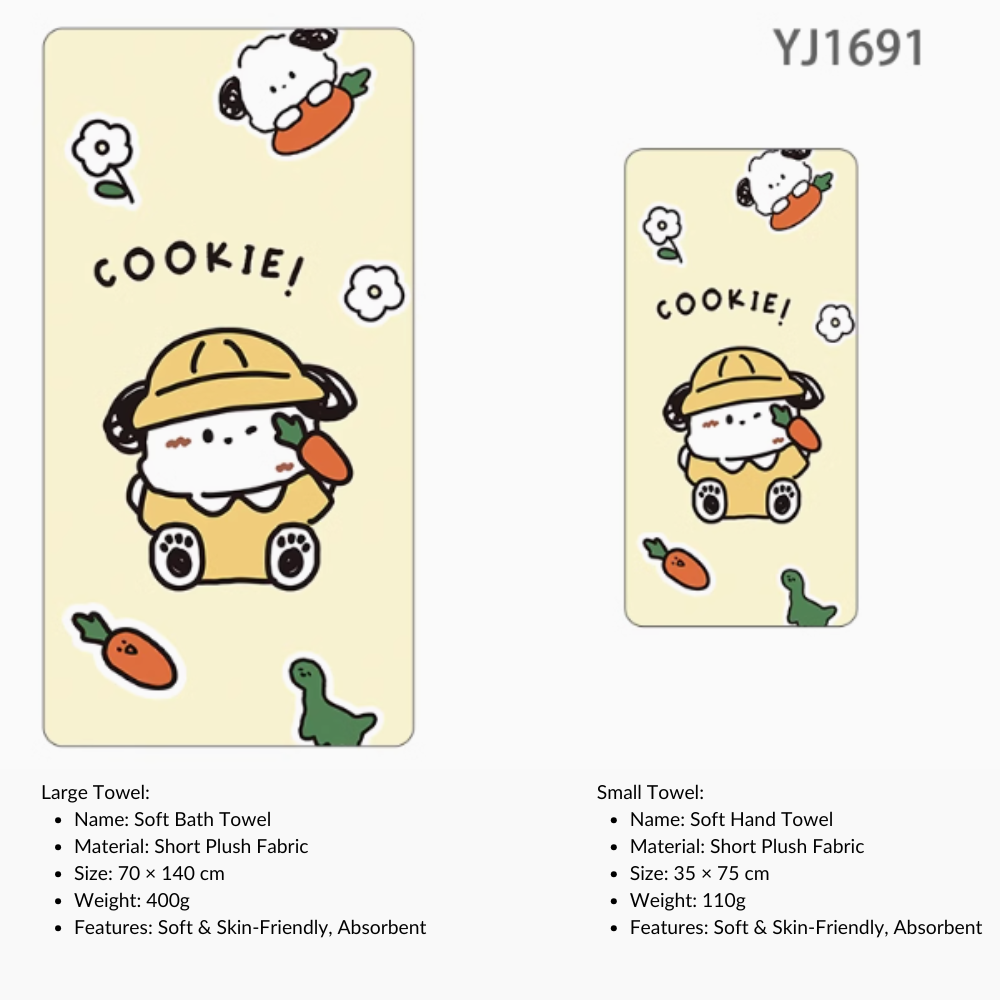 YJ1691
COOKIE!
COOKIE!
Large Towel:
• Name: Soft Bath Towel
• Material: Short Plush Fabric
• Size: 70 × 140 cm
• Weight: 400g
• Features: Soft & Skin-Friendly, Absorbent
Small Towel:
• Name: Soft Hand Towel
• Material: Short Plush Fabric
• Size: 35 × 75 cm
• Weight: 110g
• Features: Soft & Skin-Friendly, Absorbent